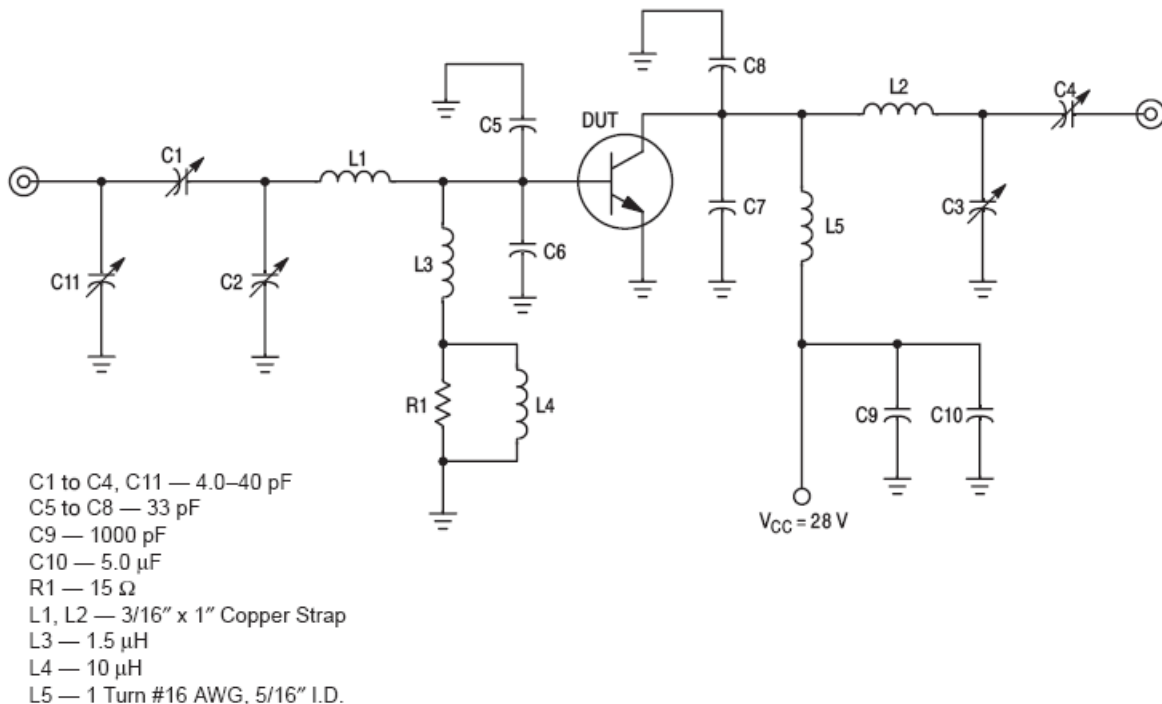 C8
L2
C4
C5
DUT
C1
L1
C7
C3
L5
C6
L3
C11
C2
R1
L4
C9
C10
VCC = 28 V
C1 to C4, C11 — 4.0–40 pF
C5 to C8 — 33 pF
C9 — 1000 pF
C10 — 5.0 μF
R1 — 15 Ω
L1, L2 — 3/16″ x 1″ Copper Strap
L3 — 1.5 μH
L4 — 10 μH
L5 — 1 Turn #16 AWG, 5/16″ I.D.